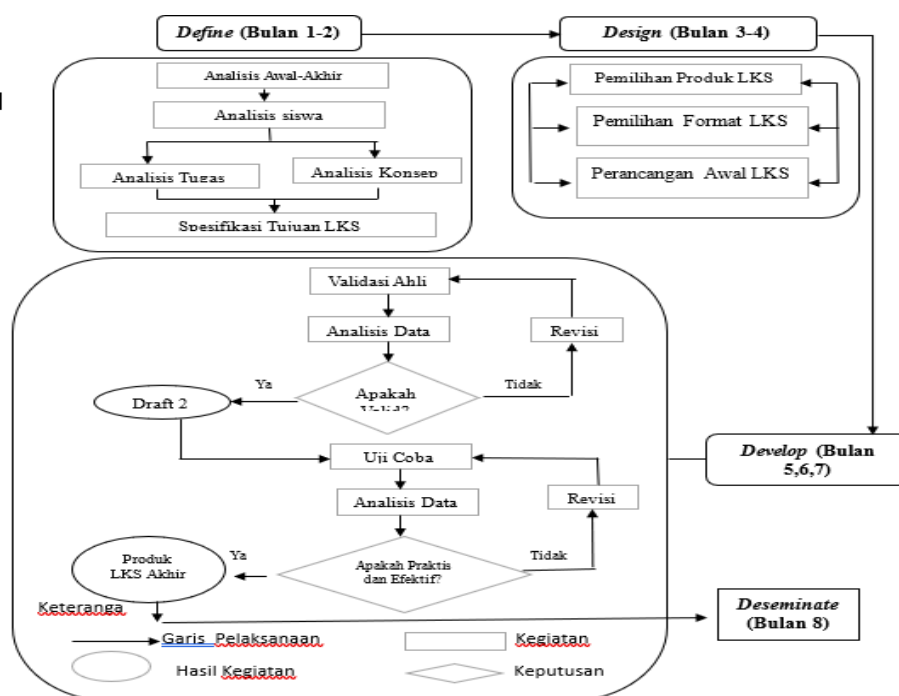 Define (Bulan 1-2)
Design (Bulan 3-4)
Analisis Awal-Akhir
Analisis siswa
Analisis Tugas
Analisis Konsep
Spesifikasi Tujuan LKS
Pemilihan Produk LKS
Pemilihan Format LKS
Perancangan Awal LKS
Validasi Ahli
Analisis Data
Revisi
Apakah
Valid?
Ya
Tidak
Draft 2
Develop (Bulan
5,6,7)
Uji Coba
Analisis Data
Revisi
Apakah Praktis
dan Efektif?
Ya
Tidak
Produk
LKS Akhir
Deseminate
(Bulan 8)
Keteranga
Garis Pelaksanaan
Kegiatan
Hasil Kegiatan
Keputusan